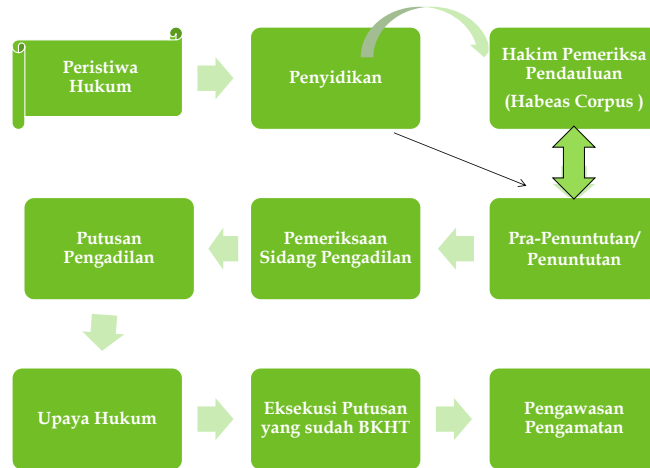 Peristiwa
Hukum
Penyidikan
Hakim Pemeriksa
Pendauluan
(Habeas Corpus )
Pra-Penuntutan/
Penuntutan
Pemeriksaan
Sidang Pengadilan
Putusan
Pengadilan
Upaya Hukum
Eksekusi Putusan
yang sudah BKHT
Pengawasan
Pengamatan